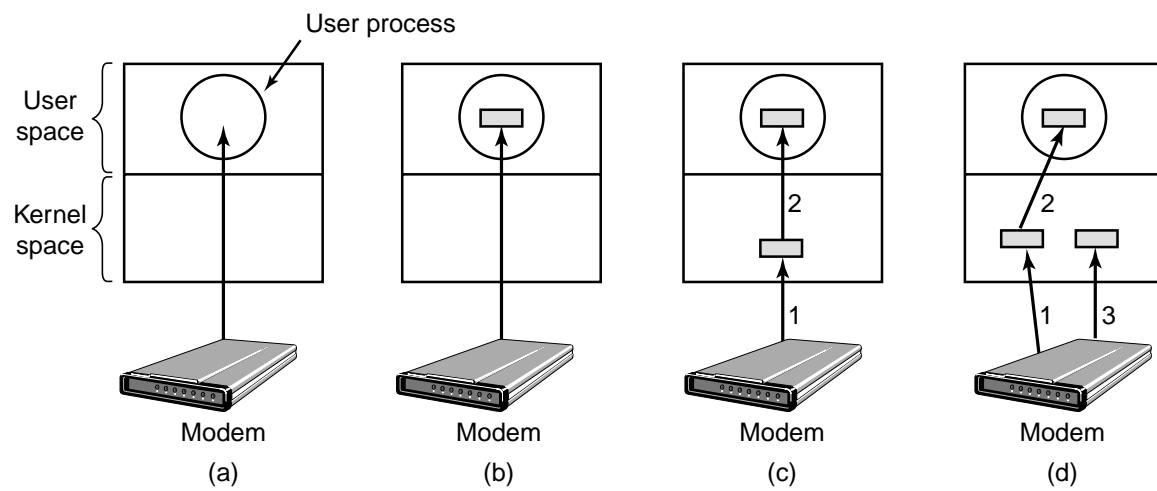 User process
User
space
Kernel
space
2
2
1
1
3
Modem
Modem
Modem
Modem
(a)
(b)
(c)
(d)